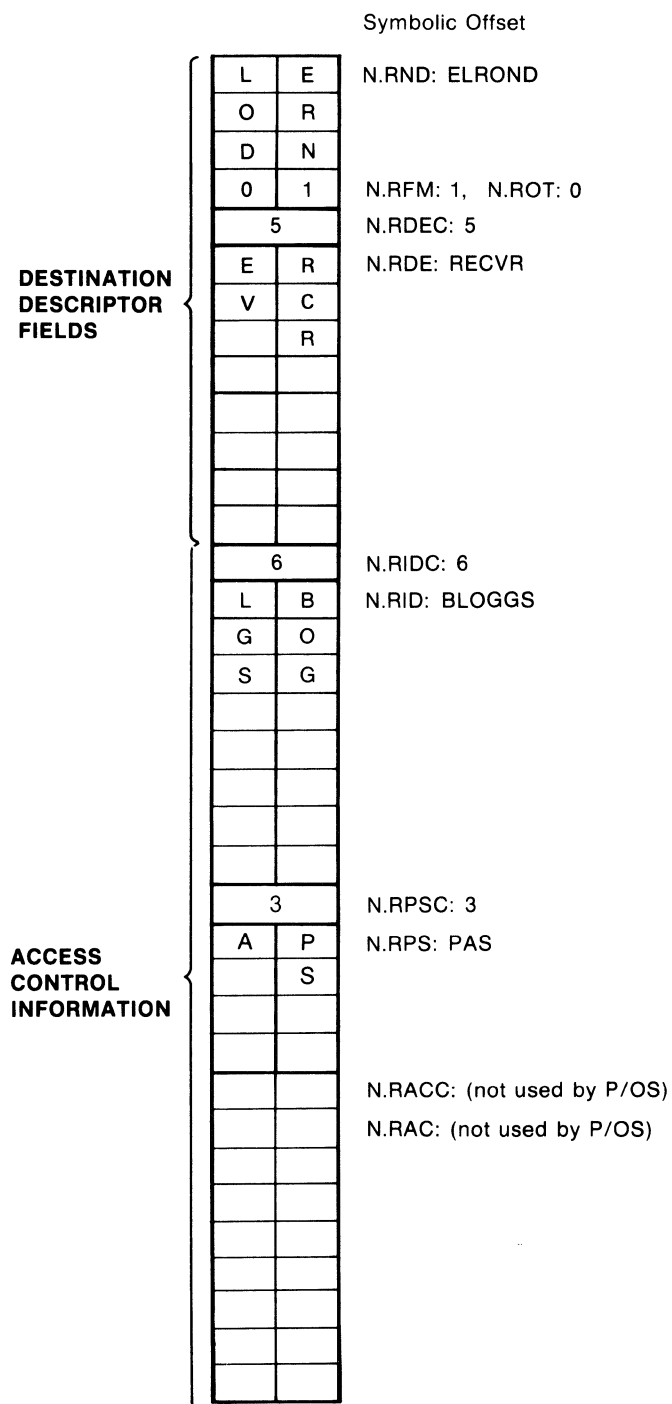 Symbolic Offset
L E N.RND: ELROND
O R
D N
0 1 N.RFM: 1, N.ROT: 0
5 N.RDEC: 5
E R N.RDE: RECVR
DESTINATION
DESCRIPTOR
FIELDS
V C
R
6 N.RIDC: 6
L B N.RID: BLOGGS
G O
S G
3 N.RPSC: 3
A P N.RPS: PAS
ACCESS
CONTROL
INFORMATION
S
N.RACC: (not used by P/OS)
N.RAC: (not used by P/OS)